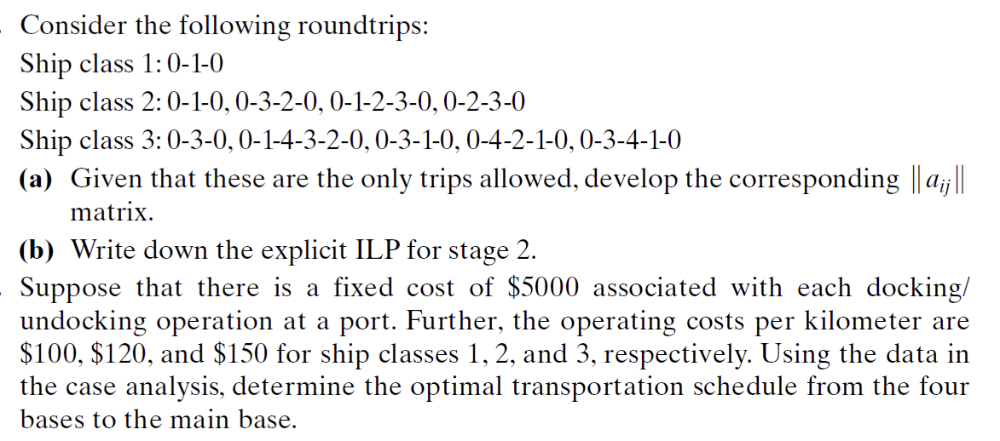 Consider the following roundtrips:
Ship class 1: 0-1-0
Ship class 2: 0-1-0, 0-3-2-0, 0-1-2-3-0, 0-2-3-0
Ship class 3: 0-3-0, 0-1-4-3-2-0, 0-3-1-0, 0-4-2-1-0, 0-3-4-1-0
(a) Given that these are the only trips allowed, develop the corresponding ‖a_ij‖
matrix.
(b) Write down the explicit ILP for stage 2.
Suppose that there is a fixed cost of $5000 associated with each docking/
undocking operation at a port. Further, the operating costs per kilometer are
$100, $120, and $150 for ship classes 1, 2, and 3, respectively. Using the data in
the case analysis, determine the optimal transportation schedule from the four
bases to the main base.